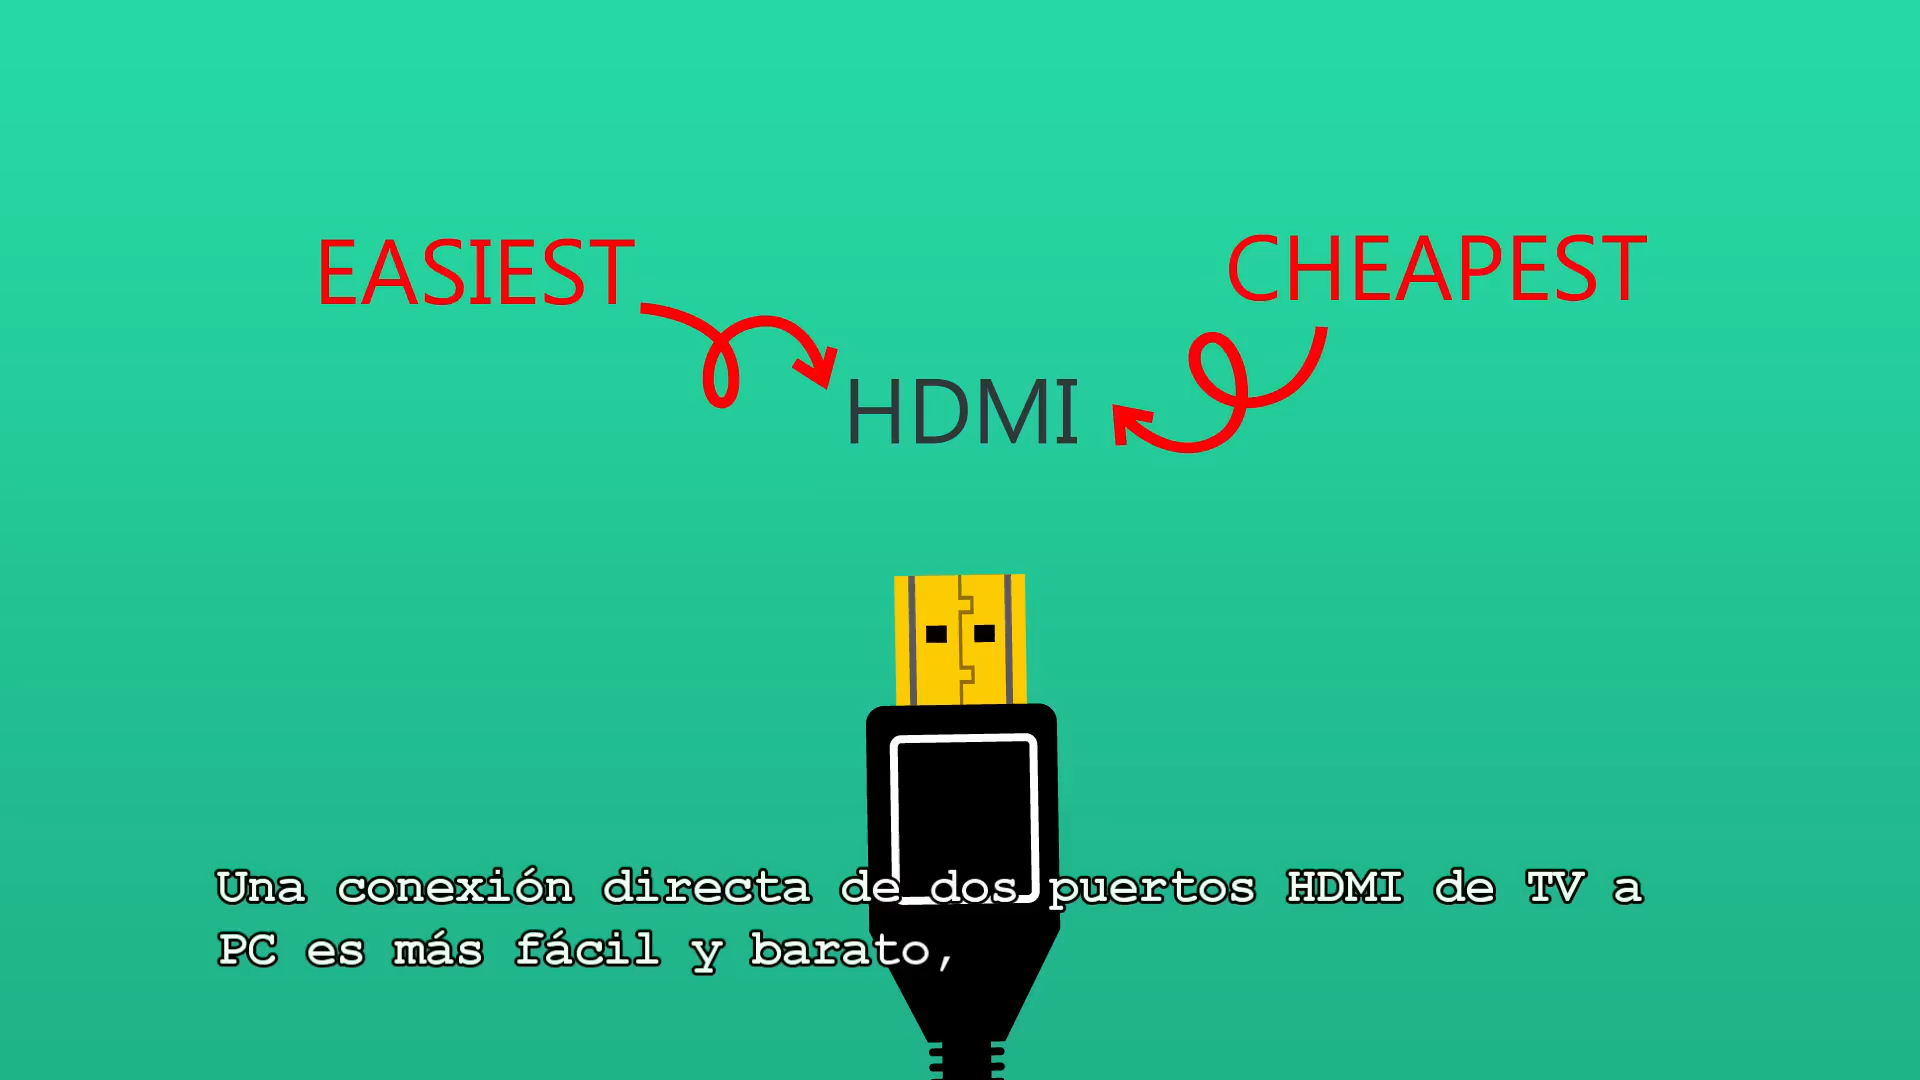 EASIEST
CHEAPEST
HDMI
Una conexión directa de dos puertos HDMI de TV a
PC es más fácil y barato,